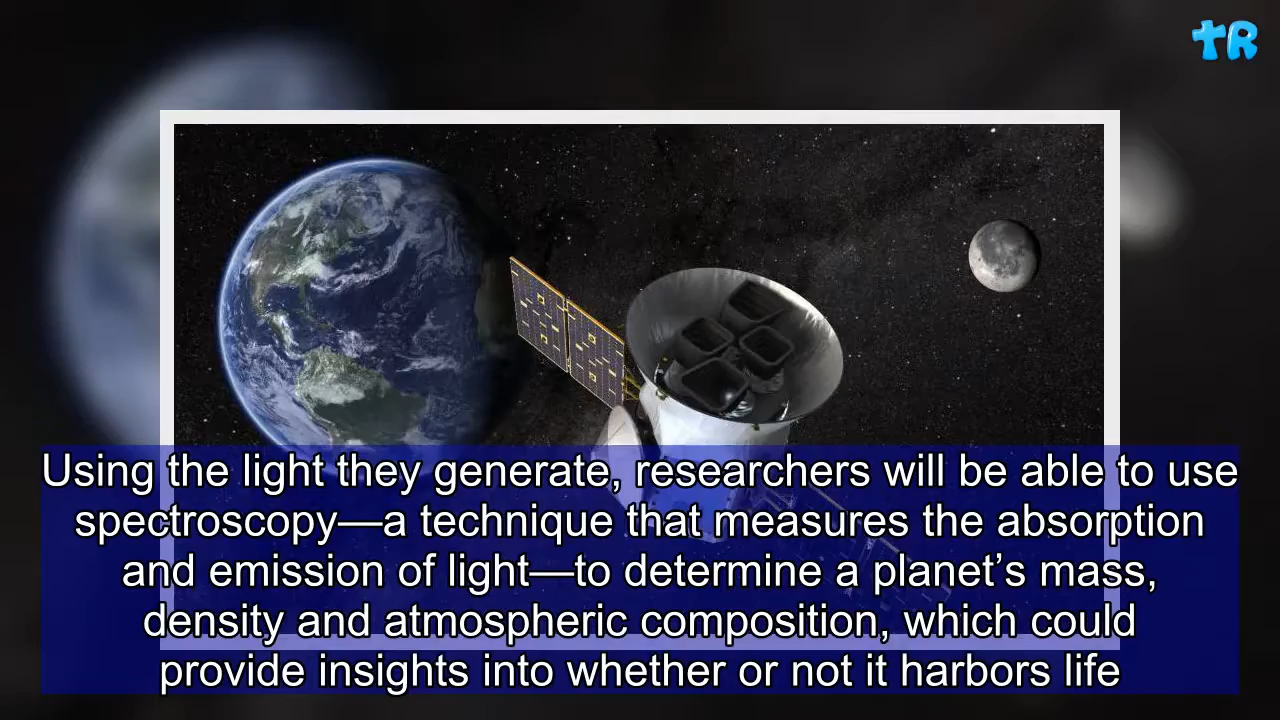 TR
Using the light they generate, researchers will be able to use
spectroscopy—a technique that measures the absorption
and emission of light—to determine a planet’s mass,
density and atmospheric composition, which could
provide insights into whether or not it harbors life